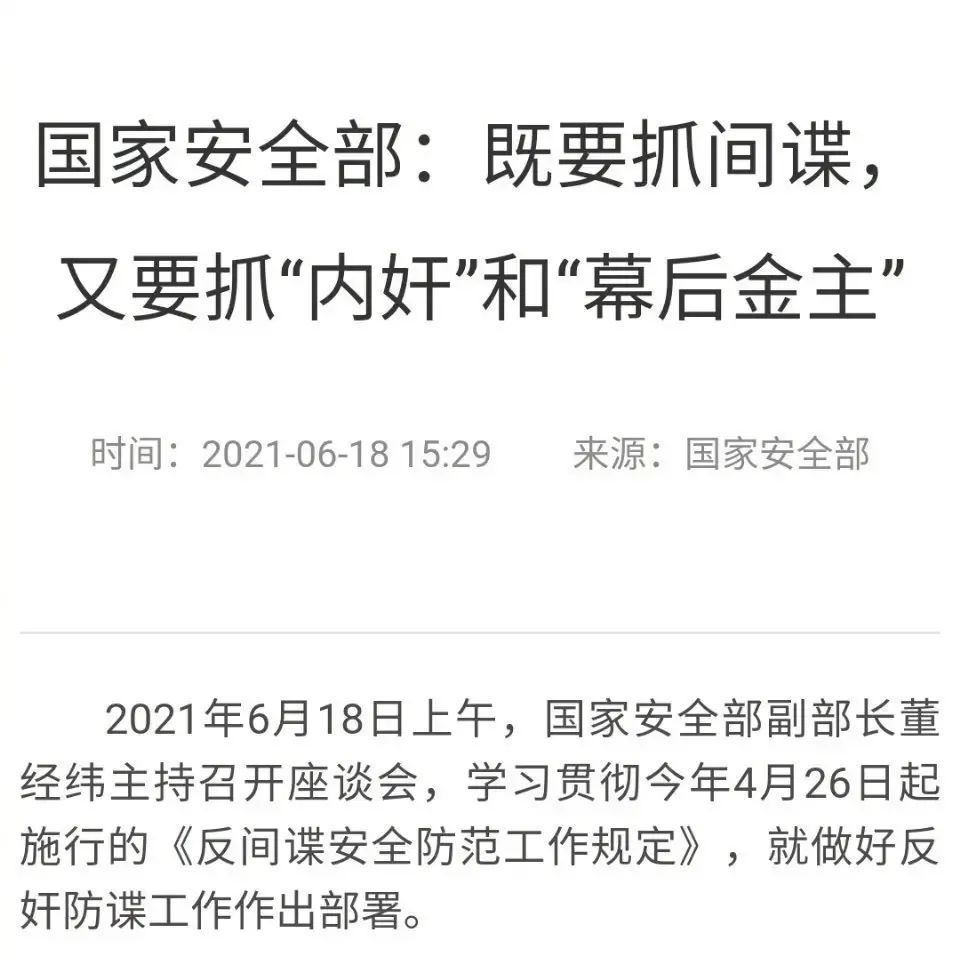 国家安全部：既要抓间谍，
又要抓“内奸”和“幕后金主”
时间：2021-06-18 15:29 来源：国家安全部
2021年6月18日上午，国家安全部副部长董
经纬主持召开座谈会，学习贯彻今年4月26日起
施行的《反间谍安全防范工作规定》，就做好反
奸防谍工作作出部署。